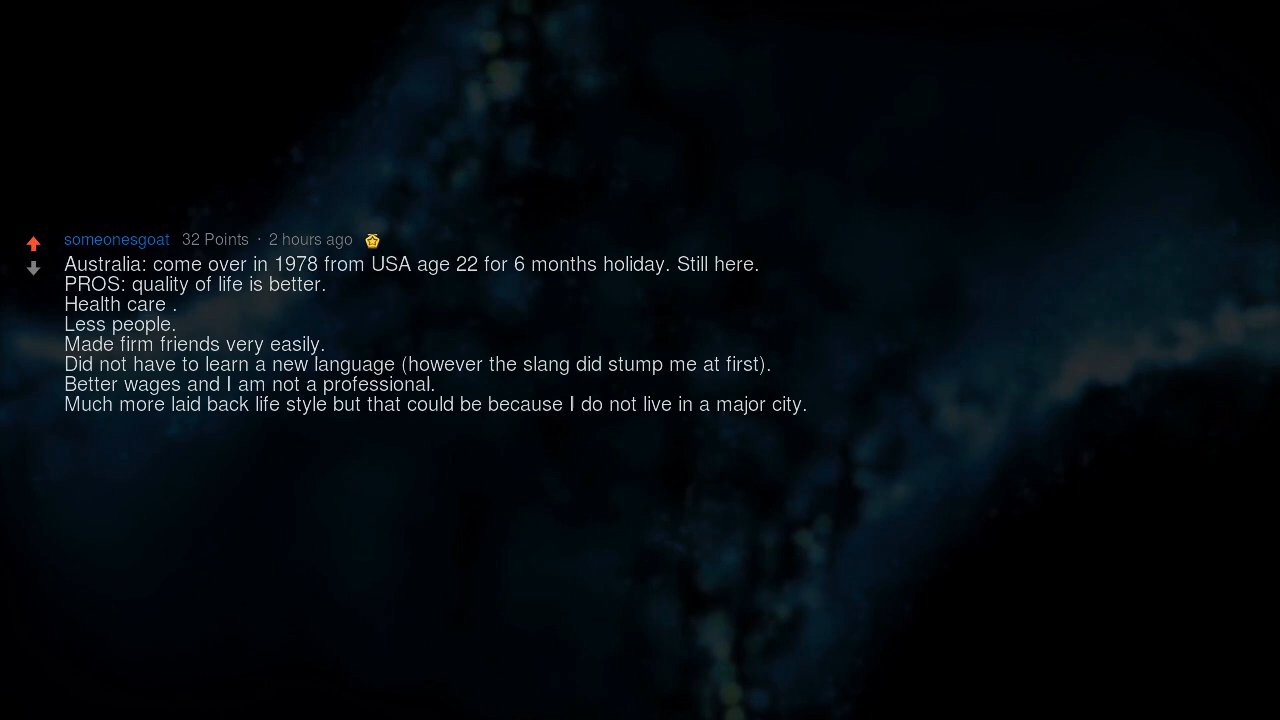 someonesgoat 32 Points · 2 hours ago
Australia: come over in 1978 from USA age 22 for 6 months holiday. Still here.
PROS: quality of life is better.
Health care .
Less people.
Made firm friends very easily.
Did not have to learn a new language (however the slang did stump me at first).
Better wages and I am not a professional.
Much more laid back life style but that could be because I do not live in a major city.